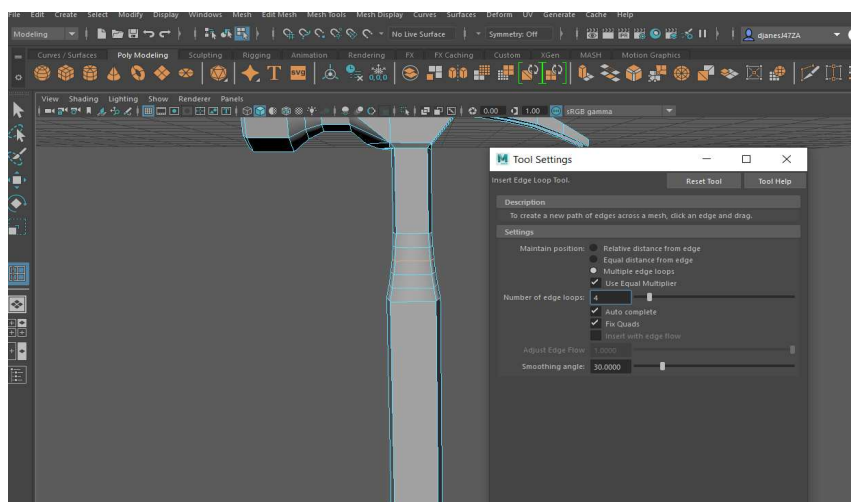 File Edit Create Select Modify Display Windows Mesh Edit Mesh Mesh Tools Mesh Display Curves Surfaces Deform UV Generate Cache Help
Modeling No Live Surface Symmetry: Off djanesJ47ZA
Curves / Surfaces Poly Modeling Sculpting Rigging Animation Rendering FX FX Caching Custom XGen MASH Motion Graphics
T svg 0,0,0
View Shading Lighting Show Renderer Panels
0.00 1.00 sRGB gamma
M Tool Settings
Insert Edge Loop Tool. Reset Tool Tool Help
Description
To create a new path of edges across a mesh, click an edge and drag.
Settings
Maintain position: Relative distance from edge
Equal distance from edge
Multiple edge loops
Use Equal Multiplier
Number of edge loops: 4
Auto complete
Fix Quads
Insert with edge flow
Adjust Edge Flow 1.0000
Smoothing angle: 30.0000